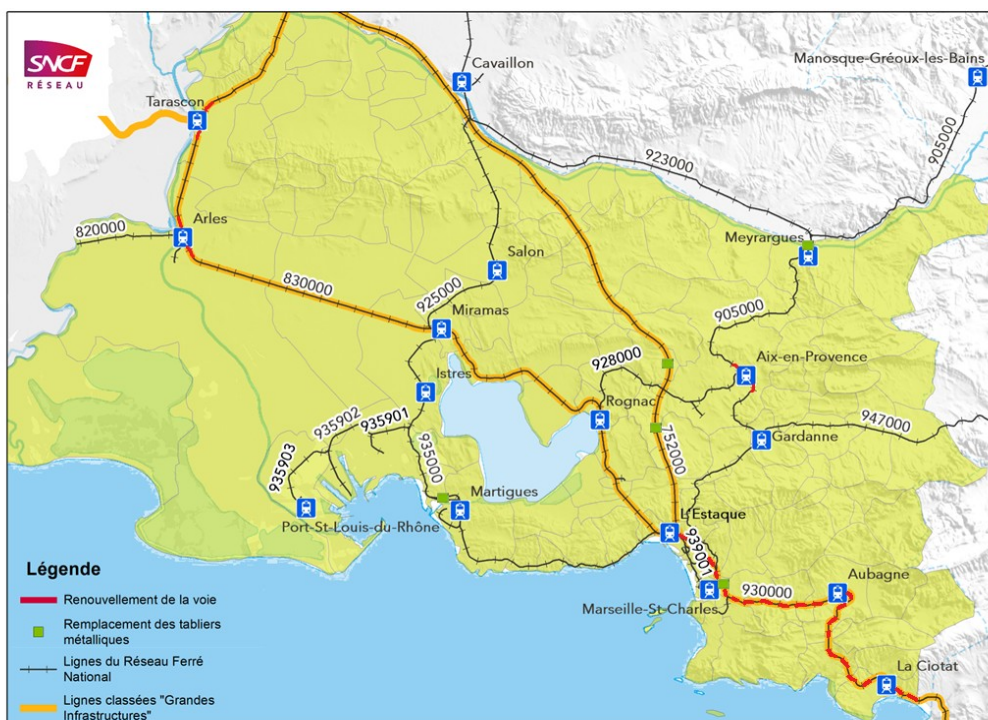 SNCF
RÉSEAU
Cavaillon
Manosque-Gréoux-les-Bains
Tarascon
905000
923000
Arles
820000
Meyrargues
Salon
830000
925000
Miramas
905000
928000
Aix-en-Provence
Istres
Rognac
935902
935901
947000
Gardanne
752000
935903
935000
Martigues
L'Estaque
Port-St-Louis-du-Rhône
939001
Aubagne
930000
Marseille-St-Charles
La Ciotat
Légende
Renouvellement de la voie
Remplacement des tabliers
métalliques
Lignes du Réseau Ferré
National
Lignes classées "Grandes
Infrastructures"